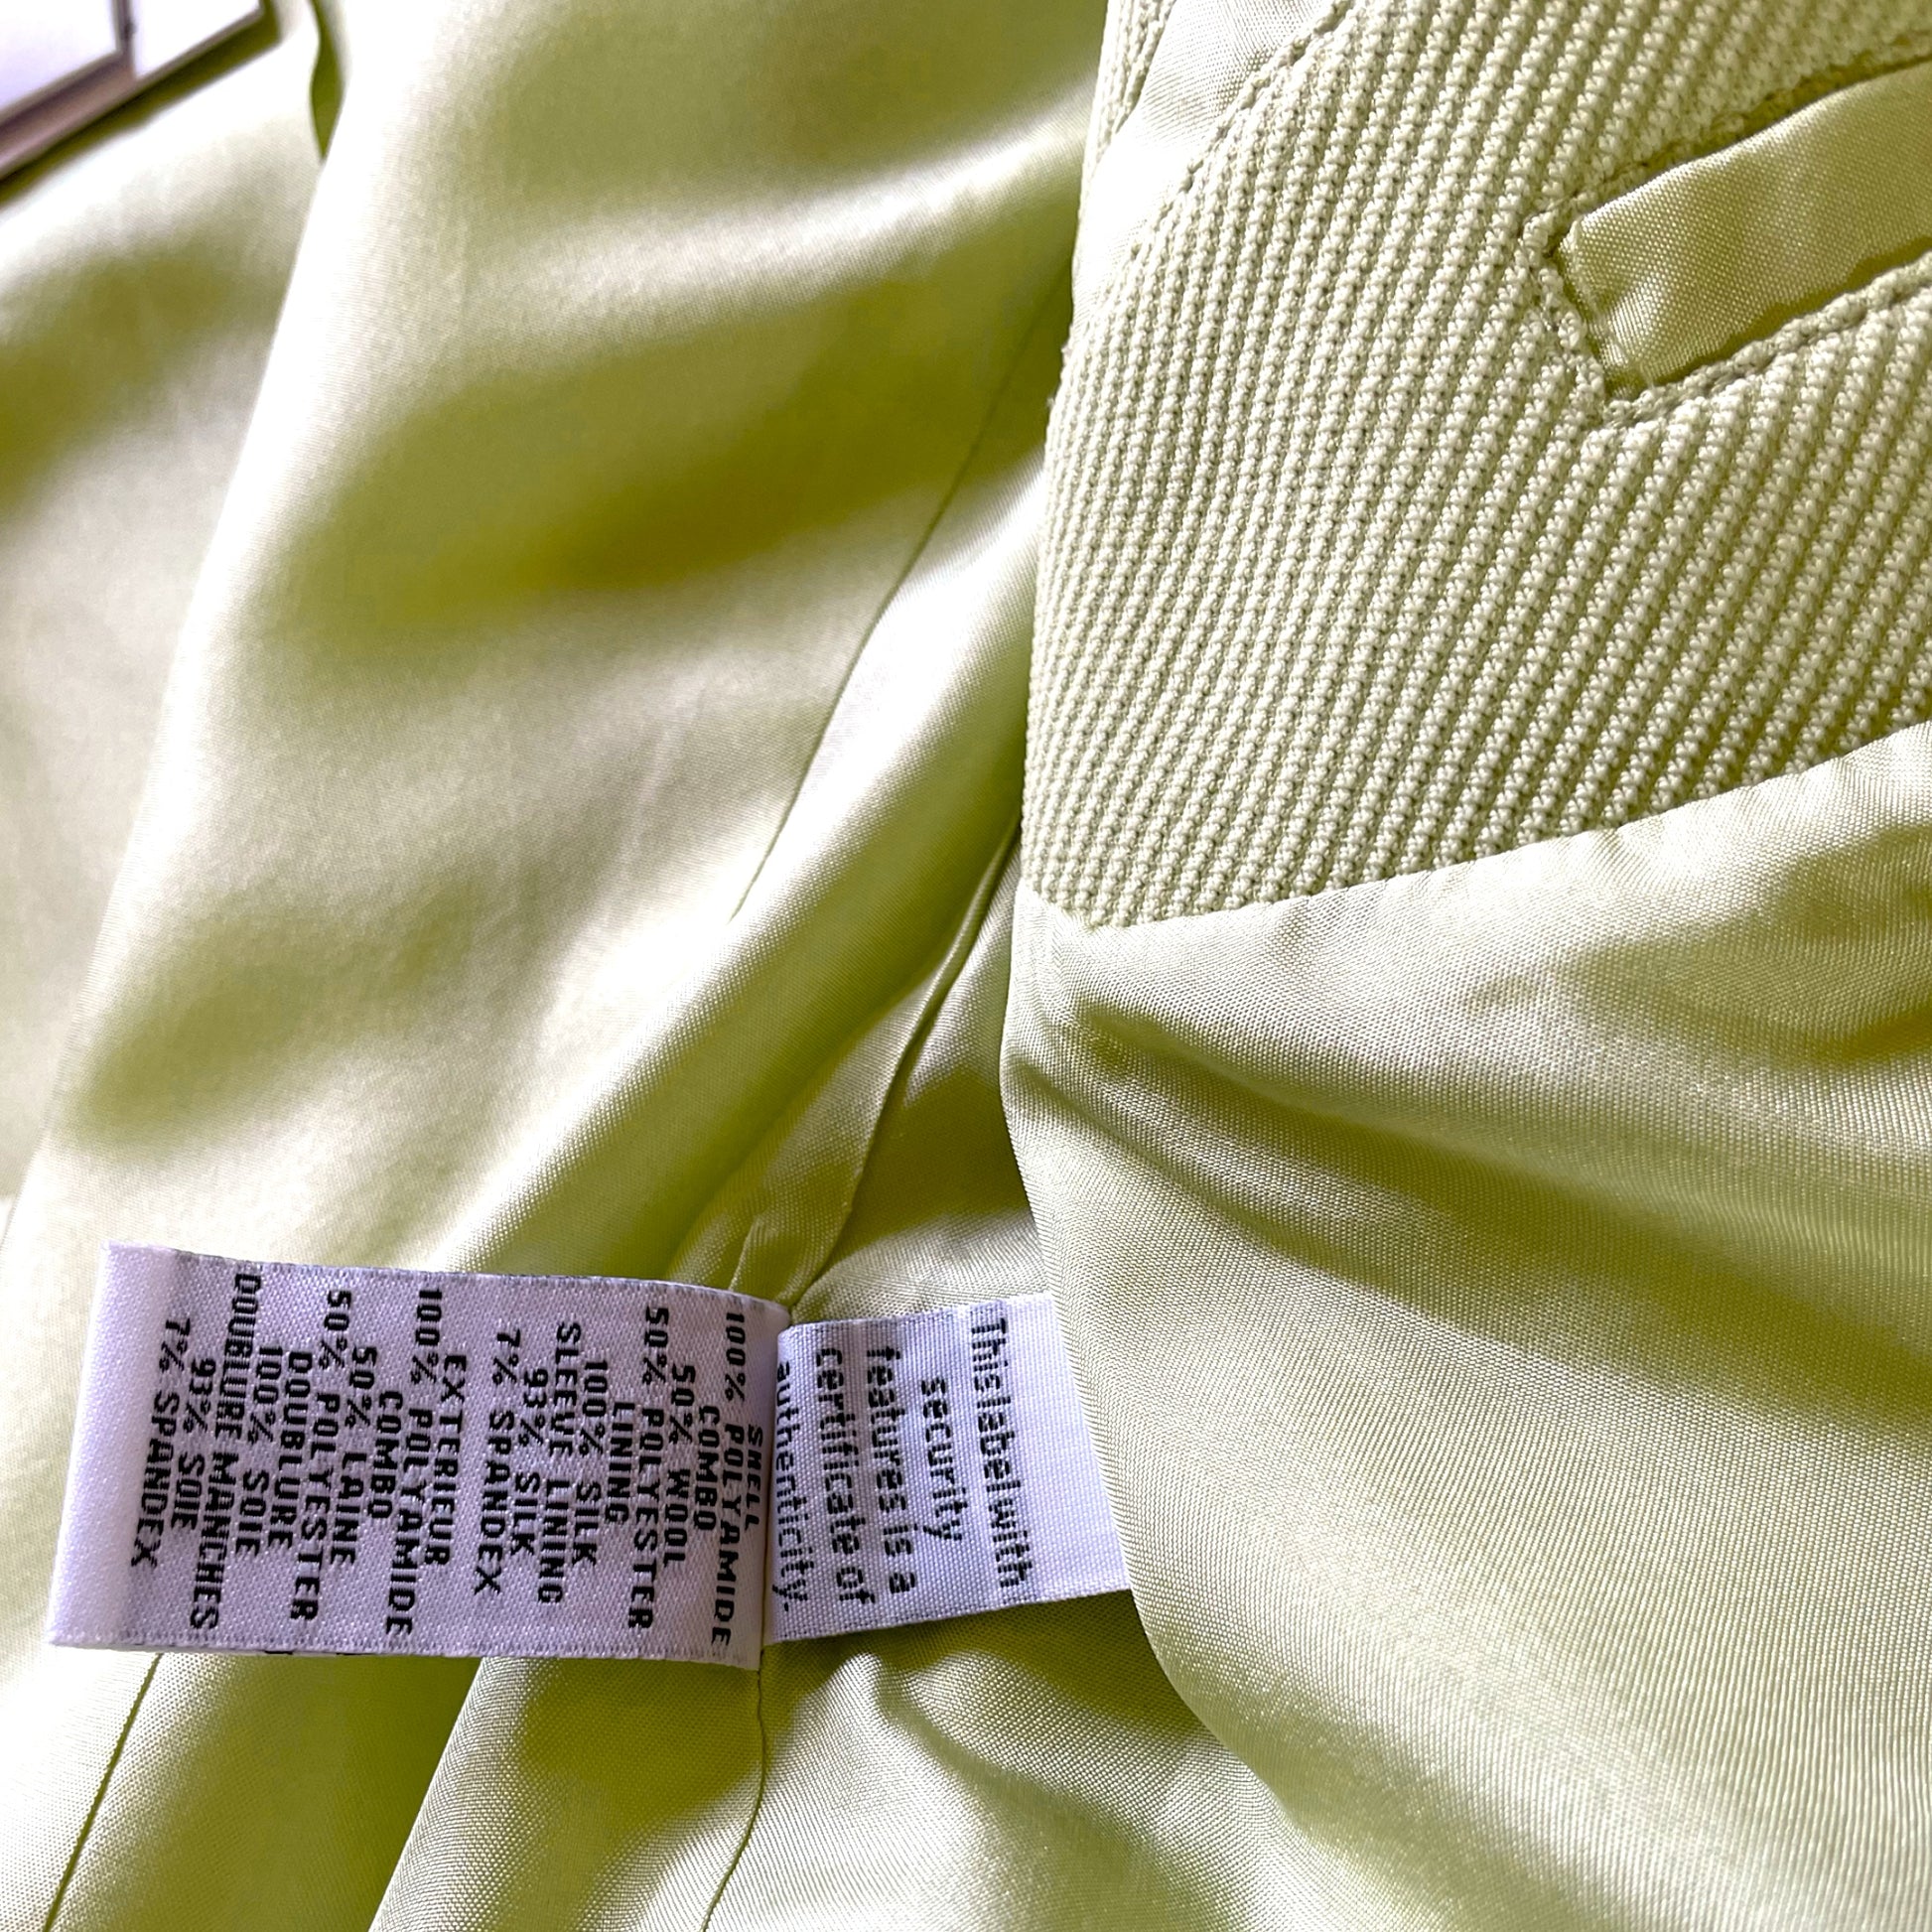 SHELL
100% POLYAMIDE
COMBO
50% WOOL
50% POLYESTER
LINING
100% SILK
SLEEVE LINING
93% SILK
7% SPANDEX
EXTERIEUR
100% POLYAMIDE
COMBO
50% LAINE
50% POLYESTER
DOUBLURE
100% SOIE
DOUBLURE MANCHES
93% SOIE
7% SPANDEX
This label with
security
features is a
certificate of
authenticity.